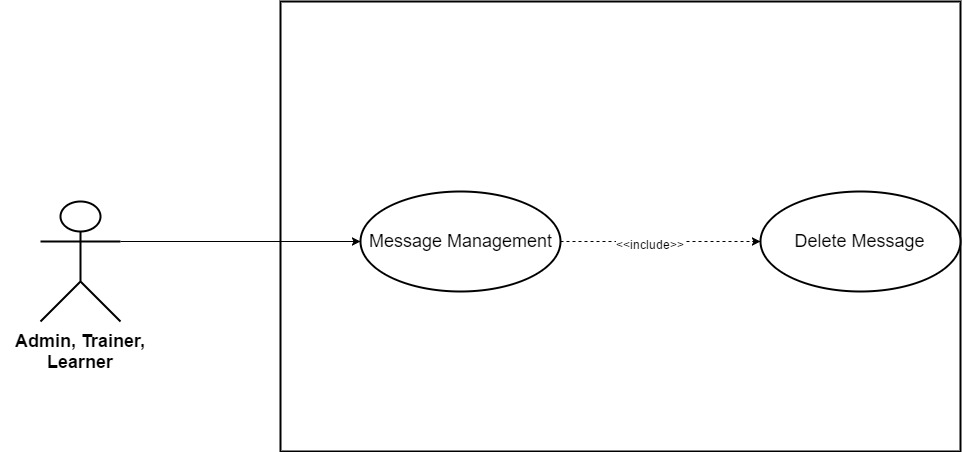 Message Management
<<include>>
Delete Message
Admin, Trainer,
Learner